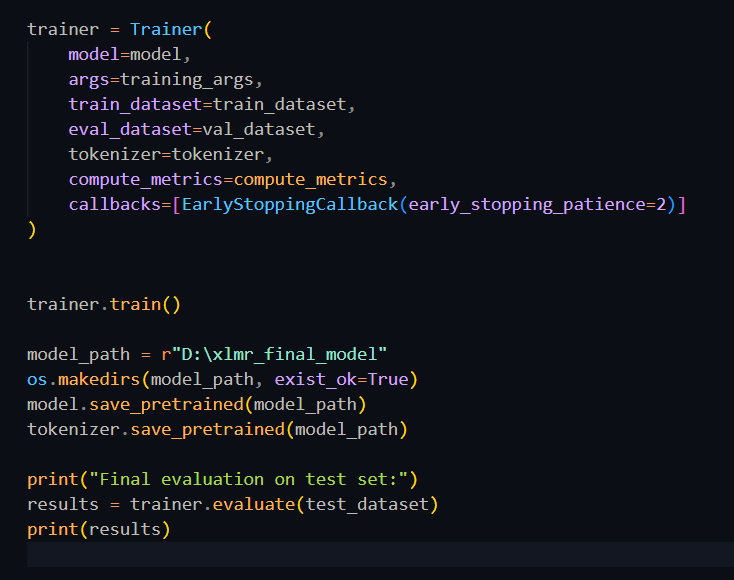 trainer = Trainer(
    model=model,
    args=training_args,
    train_dataset=train_dataset,
    eval_dataset=val_dataset,
    tokenizer=tokenizer,
    compute_metrics=compute_metrics,
    callbacks=[EarlyStoppingCallback(early_stopping_patience=2)]
)
trainer.train()
model_path = r"D:\xlmr_final_model"
os.makedirs(model_path, exist_ok=True)
model.save_pretrained(model_path)
tokenizer.save_pretrained(model_path)
print("Final evaluation on test set:")
results = trainer.evaluate(test_dataset)
print(results)